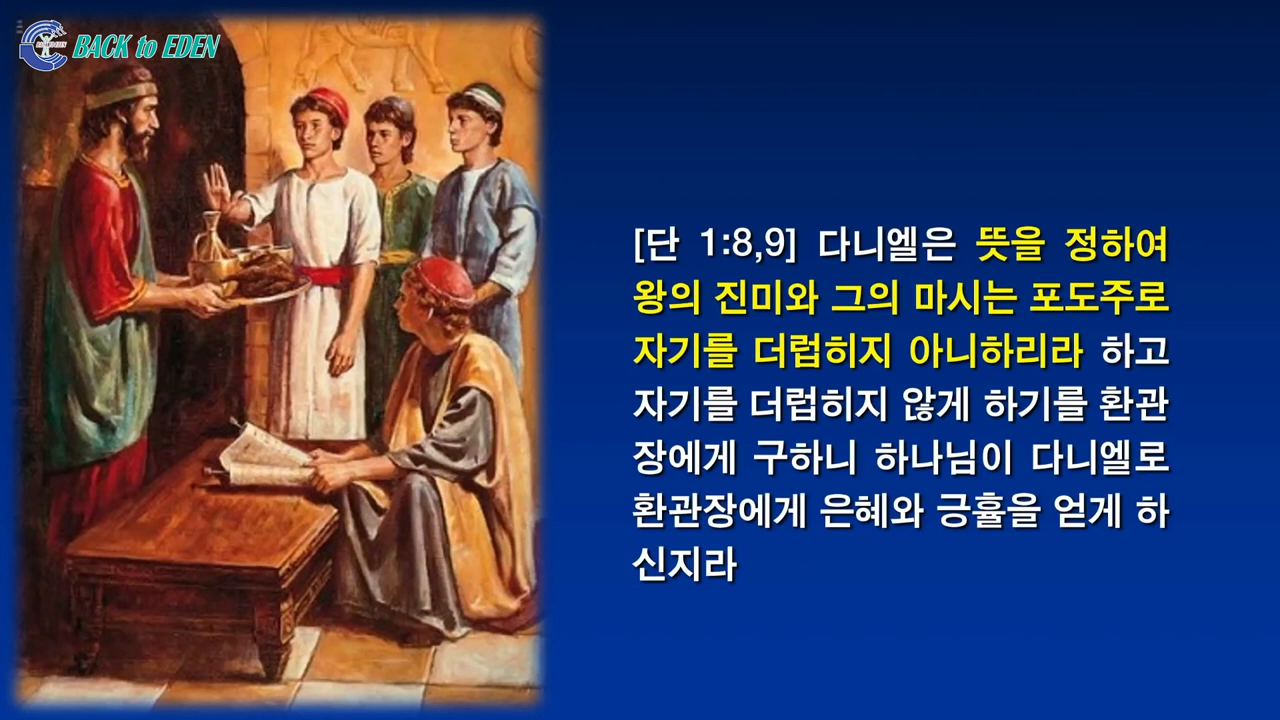 BACK to EDEN
[단 1:8,9] 다니엘은 뜻을 정하여
왕의 진미와 그의 마시는 포도주로
자기를 더럽히지 아니하리라 하고
자기를 더럽히지 않게 하기를 환관
장에게 구하니 하나님이 다니엘로
환관장에게 은혜와 긍휼을 얻게 하
신지라